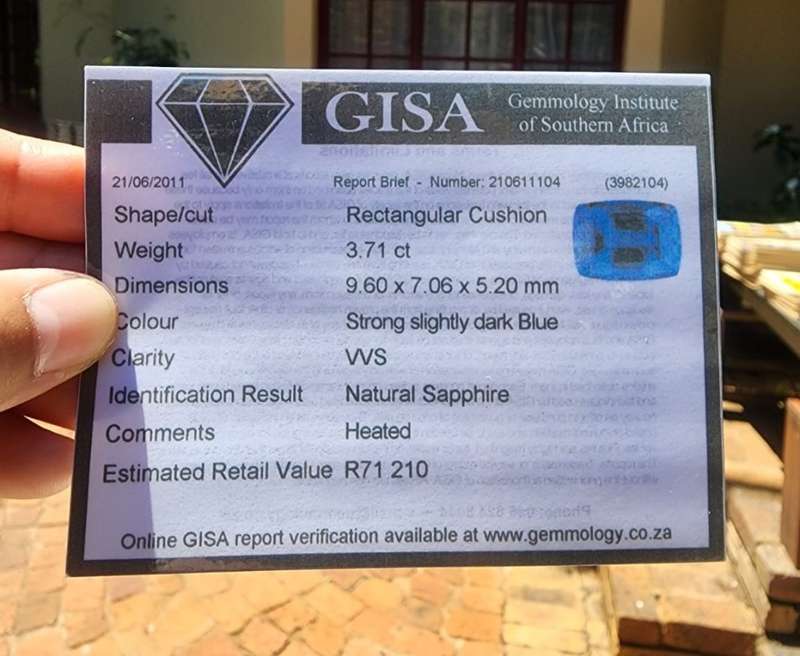 GISA
Gemmology Institute
of Southern Africa
21/06/2011 Report Brief - Number: 210611104 (3982104)
Shape/cut Rectangular Cushion
Weight 3.71 ct
Dimensions 9.60 x 7.06 x 5.20 mm
Colour Strong slightly dark Blue
Clarity VVS
Identification Result Natural Sapphire
Comments Heated
Estimated Retail Value R71 210
Online GISA report verification available at www.gemmology.co.za